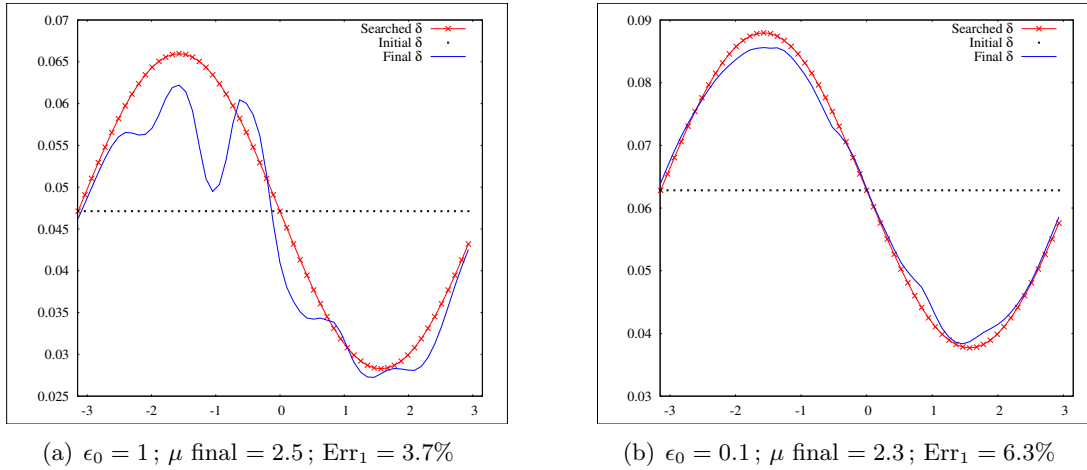 0.07
0.065
0.06
0.055
0.05
0.045
0.04
0.035
0.03
0.025
-3 -2 -1 0 1 2 3
Searched δ
Initial δ
Final δ
(a) ϵ₀ = 1 ; μ final = 2.5 ; Err₁ = 3.7%
0.09
0.08
0.07
0.06
0.05
0.04
0.03
-3 -2 -1 0 1 2 3
Searched δ
Initial δ
Final δ
(b) ϵ₀ = 0.1 ; μ final = 2.3 ; Err₁ = 6.3%